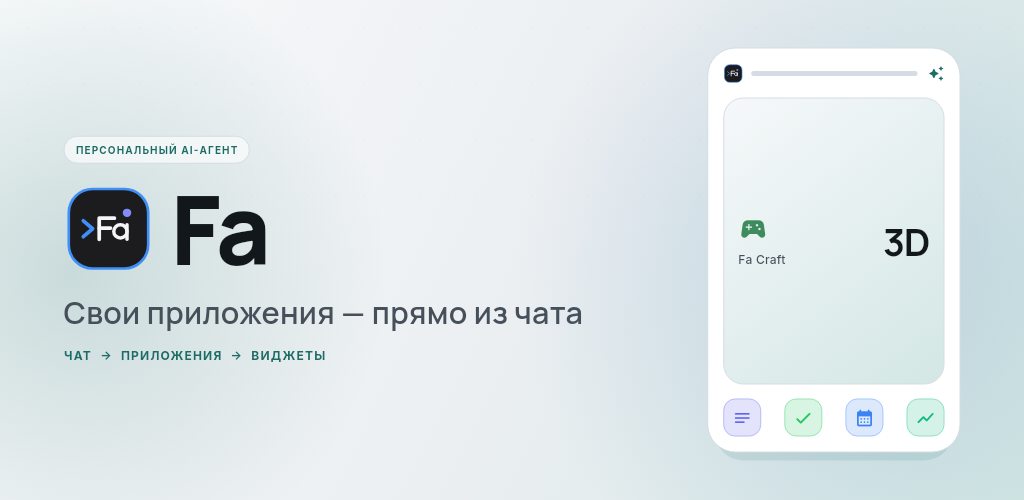 ПЕРСОНАЛЬНЫЙ AI-АГЕНТ
>Fa
Fa
Свои приложения — прямо из чата
ЧАТ → ПРИЛОЖЕНИЯ → ВИДЖЕТЫ
>Fa
Fa Craft
3D